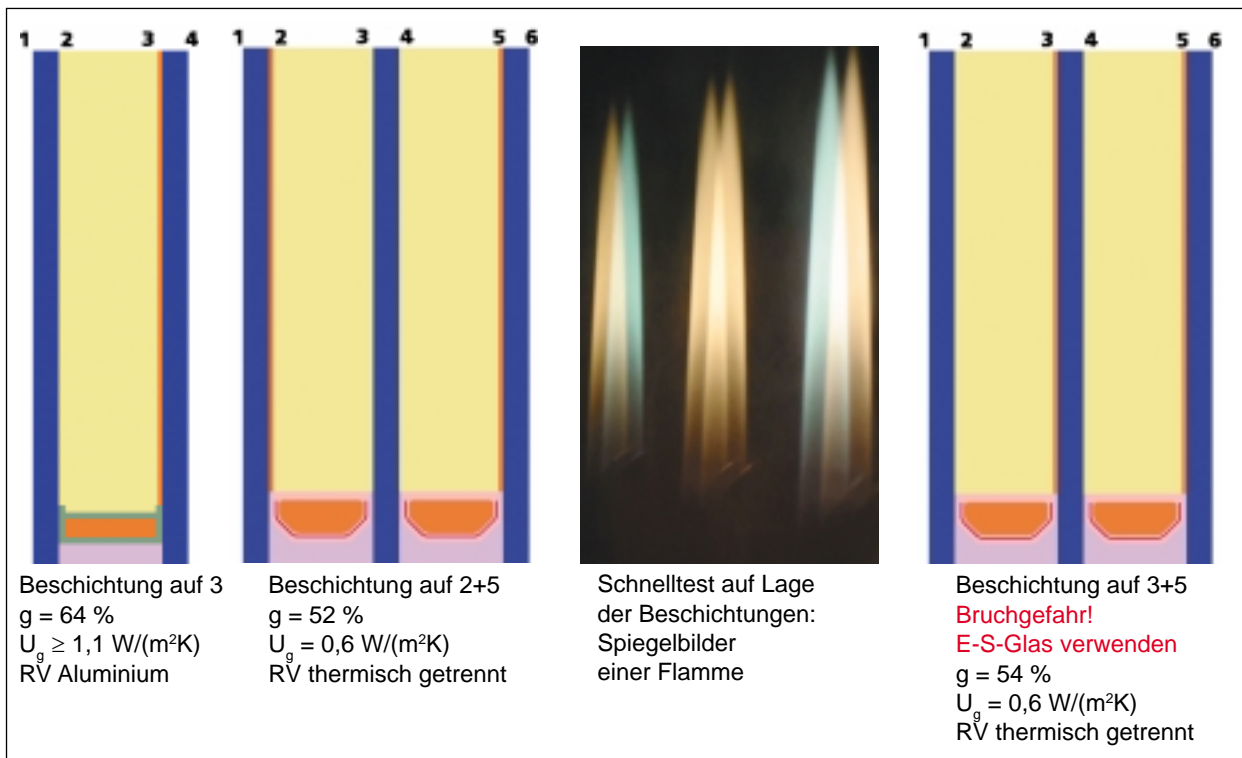 1 2 3 4
1 2 3 4 5 6
1 2 3 4 5 6
Beschichtung auf 3
g = 64 %
U_g ≥ 1,1 W/(m²K)
RV Aluminium
Beschichtung auf 2+5
g = 52 %
U_g = 0,6 W/(m²K)
RV thermisch getrennt
Schnelltest auf Lage
der Beschichtungen:
Spiegelbilder
einer Flamme
Beschichtung auf 3+5
Bruchgefahr!
E-S-Glas verwenden
g = 54 %
U_g = 0,6 W/(m²K)
RV thermisch getrennt